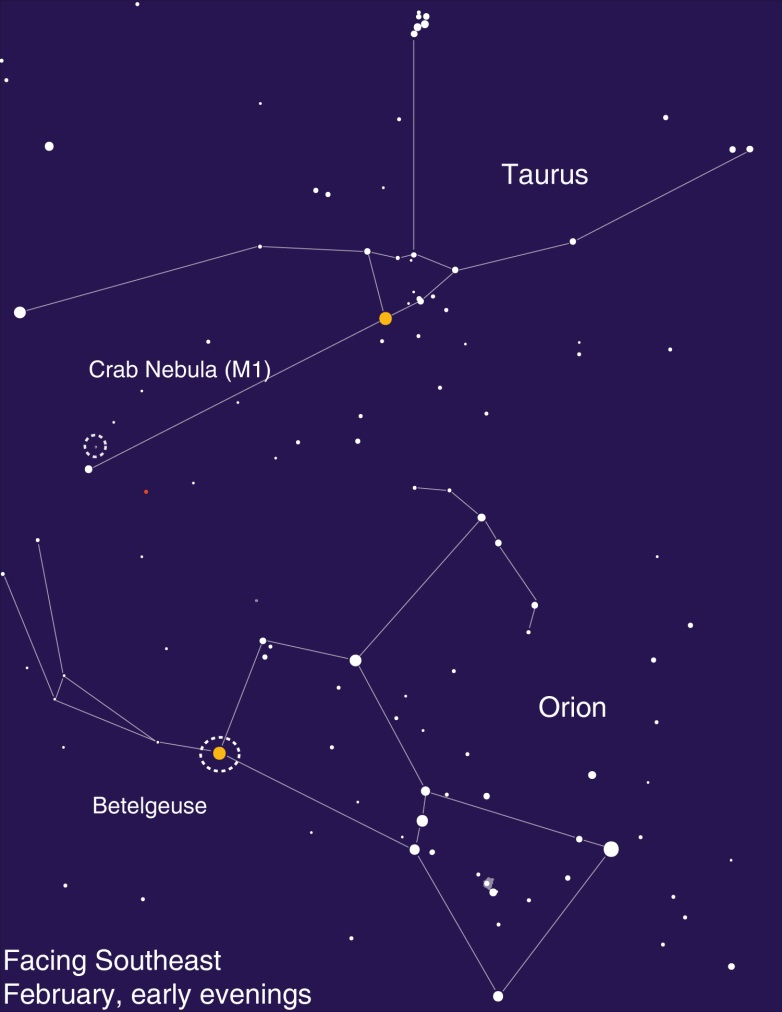 Taurus
Crab Nebula (M1)
Orion
Betelgeuse
Facing Southeast
February, early evenings